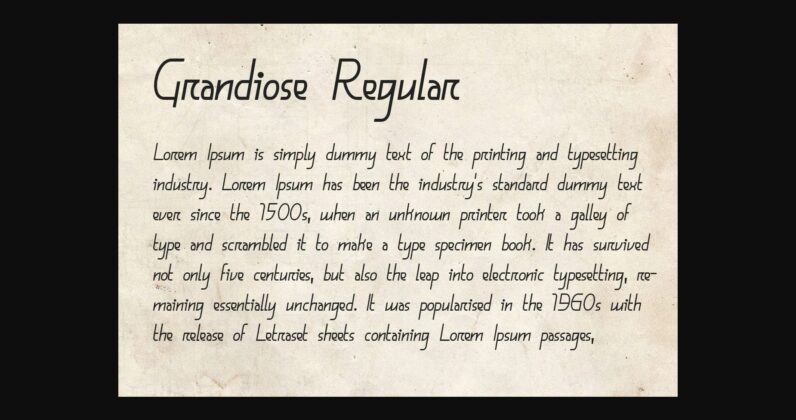 Grandiose Regular
Lorem Ipsum is simply dummy text of the printing and typesetting
industry. Lorem Ipsum has been the industry's standard dummy text
ever since the 1500s, when an unknown printer took a galley of
type and scrambled it to make a type specimen book. It has survived
not only five centuries, but also the leap into electronic typesetting, re-
maining essentially unchanged. It was popularised in the 1960s with
the release of Letraset sheets containing Lorem Ipsum passages,